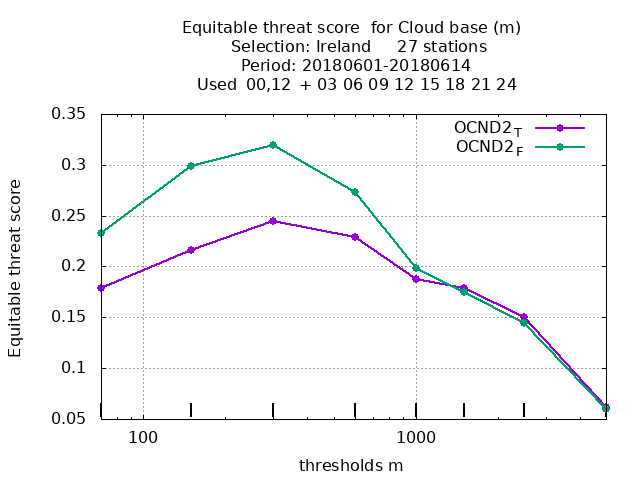 Equitable threat score  for Cloud base (m)
Selection: Ireland     27 stations
Period: 20180601-20180614
Used  00,12  + 03 06 09 12 15 18 21 24
0.35
0.3
0.25
0.2
0.15
0.1
0.05
Equitable threat score
OCND2T
OCND2F
100
1000
thresholds m